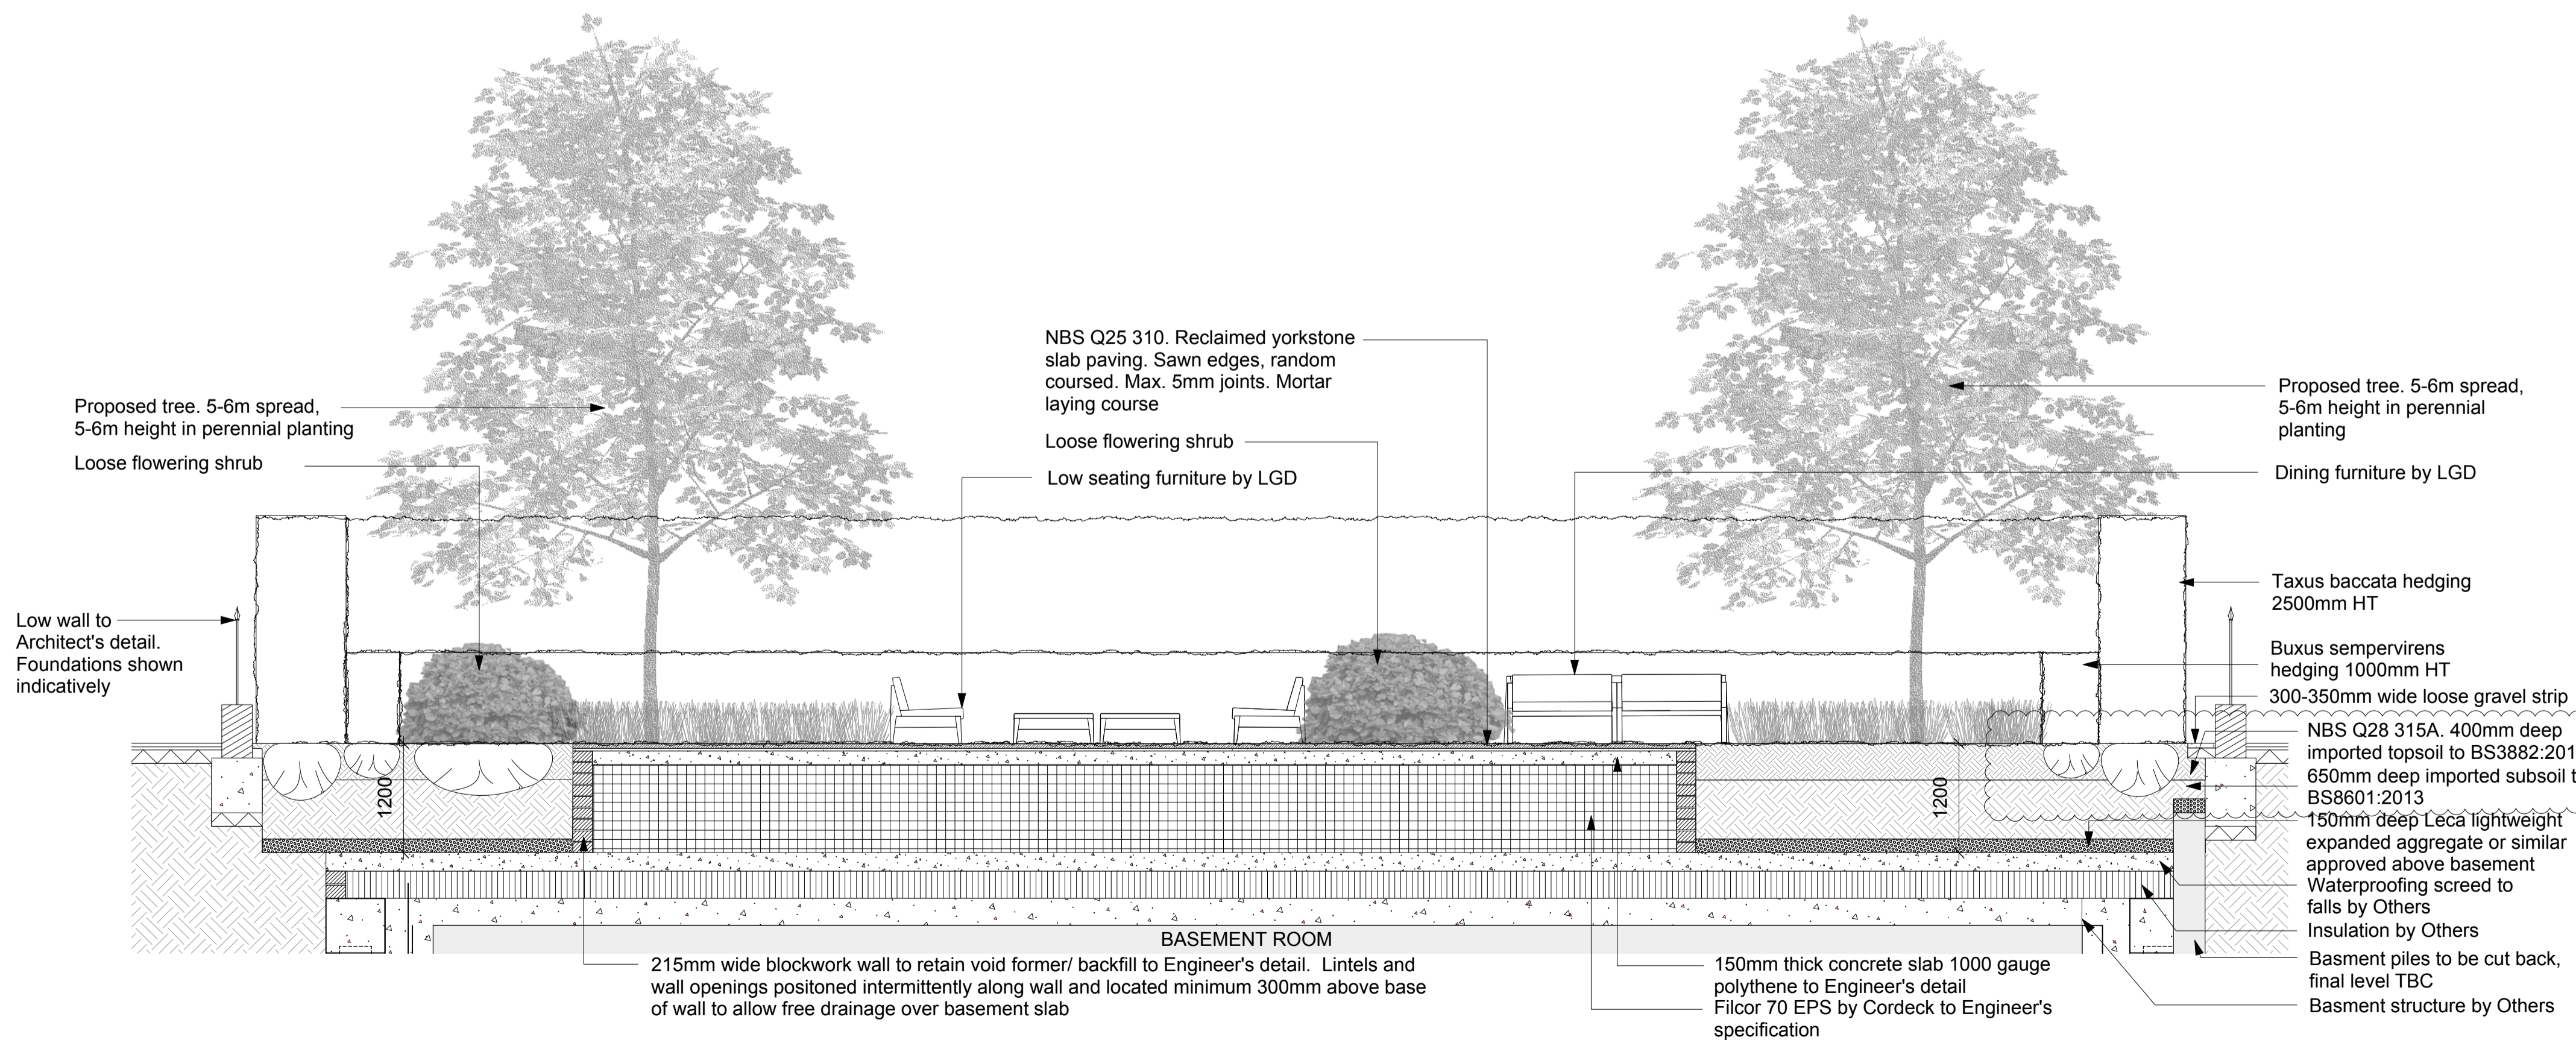 NBS Q25 310. Reclaimed yorkstone
slab paving. Sawn edges, random
coursed. Max. 5mm joints. Mortar
laying course
Proposed tree. 5-6m spread,
5-6m height in perennial planting
Loose flowering shrub
Loose flowering shrub
Low seating furniture by LGD
Proposed tree. 5-6m spread,
5-6m height in perennial
planting
Dining furniture by LGD
Low wall to
Architect's detail.
Foundations shown
indicatively
Taxus baccata hedging
2500mm HT
Buxus sempervirens
hedging 1000mm HT
300-350mm wide loose gravel strip
NBS Q28 315A. 400mm deep
imported topsoil to BS3882:201
650mm deep imported subsoil t
BS8601:2013
150mm deep Leca lightweight
expanded aggregate or similar
approved above basement
Waterproofing screed to
falls by Others
Insulation by Others
Basment piles to be cut back,
final level TBC
Basment structure by Others
1200
1200
BASEMENT ROOM
215mm wide blockwork wall to retain void former/ backfill to Engineer's detail. Lintels and
wall openings positoned intermittently along wall and located minimum 300mm above base
of wall to allow free drainage over basement slab
150mm thick concrete slab 1000 gauge
polythene to Engineer's detail
Filcor 70 EPS by Cordeck to Engineer's
specification